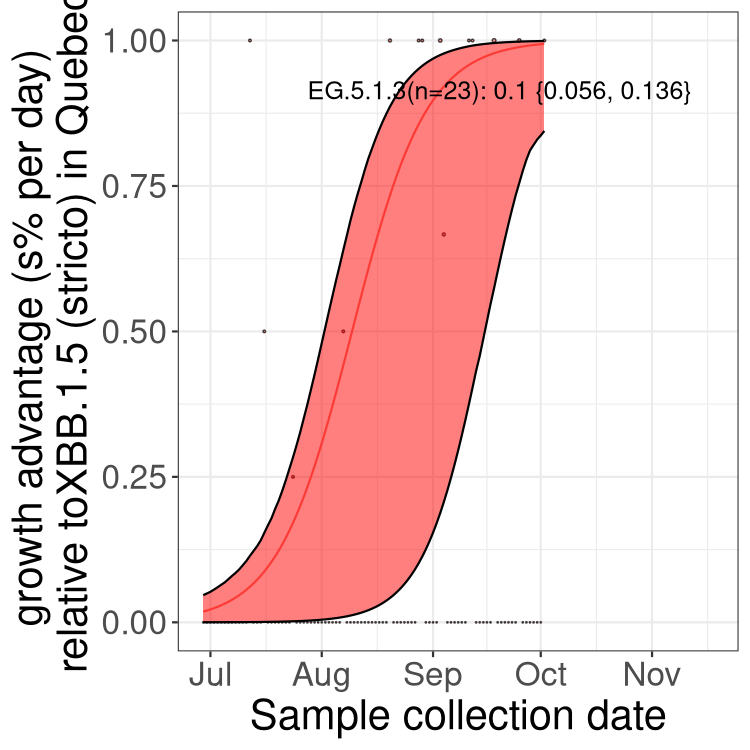 growth advantage (s% per day)
relative toXBB.1.5 (stricto) in Quebec
1.00
0.75
0.50
0.25
0.00
EG.5.1.3(n=23): 0.1 {0.056, 0.136}
Jul Aug Sep Oct Nov
Sample collection date